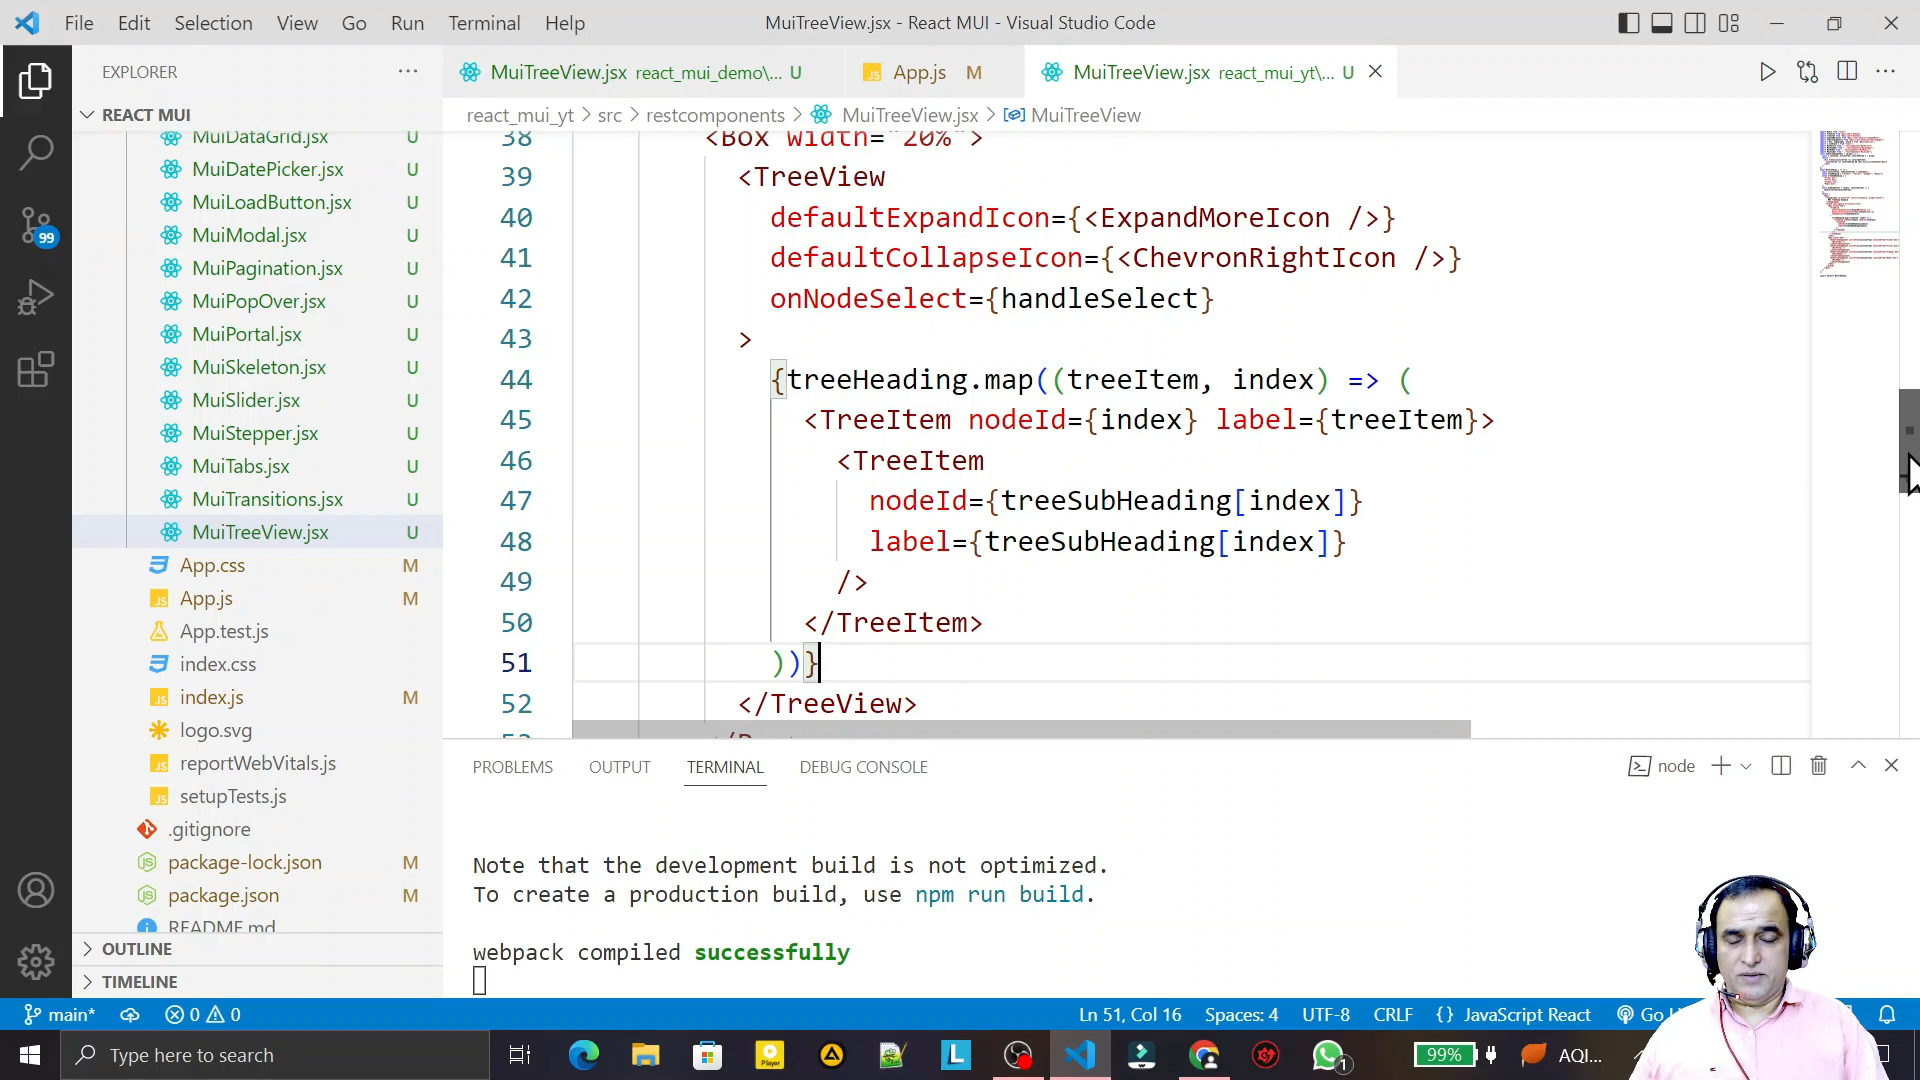 File Edit Selection View Go Run Terminal Help
MuiTreeView.jsx - React MUI - Visual Studio Code
EXPLORER
MuiTreeView.jsx react_mui_demo\... U
App.js M
MuiTreeView.jsx react_mui_yt\... U
REACT MUI
react_mui_yt > src > restcomponents > MuiTreeView.jsx > MuiTreeView
MuiDataGrid.jsx U
MuiDatePicker.jsx U
MuiLoadButton.jsx U
MuiModal.jsx U
MuiPagination.jsx U
MuiPopOver.jsx U
MuiPortal.jsx U
MuiSkeleton.jsx U
MuiSlider.jsx U
MuiStepper.jsx U
MuiTabs.jsx U
MuiTransitions.jsx U
MuiTreeView.jsx U
App.css M
App.js M
App.test.js
index.css
index.js M
logo.svg
reportWebVitals.js
setupTests.js
.gitignore
package-lock.json M
package.json M
README.md
OUTLINE
TIMELINE
99
38 <Box width="20%">
39 <TreeView
40 defaultExpandIcon={<ExpandMoreIcon />}
41 defaultCollapseIcon={<ChevronRightIcon />}
42 onNodeSelect={handleSelect}
43 >
44 {treeHeading.map((treeItem, index) => (
45 <TreeItem nodeId={index} label={treeItem}>
46 <TreeItem
47 nodeId={treeSubHeading[index]}
48 label={treeSubHeading[index]}
49 />
50 </TreeItem>
51 ))}
52 </TreeView>
PROBLEMS OUTPUT TERMINAL DEBUG CONSOLE
node
Note that the development build is not optimized.
To create a production build, use npm run build.
webpack compiled successfully
main* 0 0
Ln 51, Col 16 Spaces: 4 UTF-8 CRLF {} JavaScript React Go
Type here to search
Player
L
1
99%
AQI...